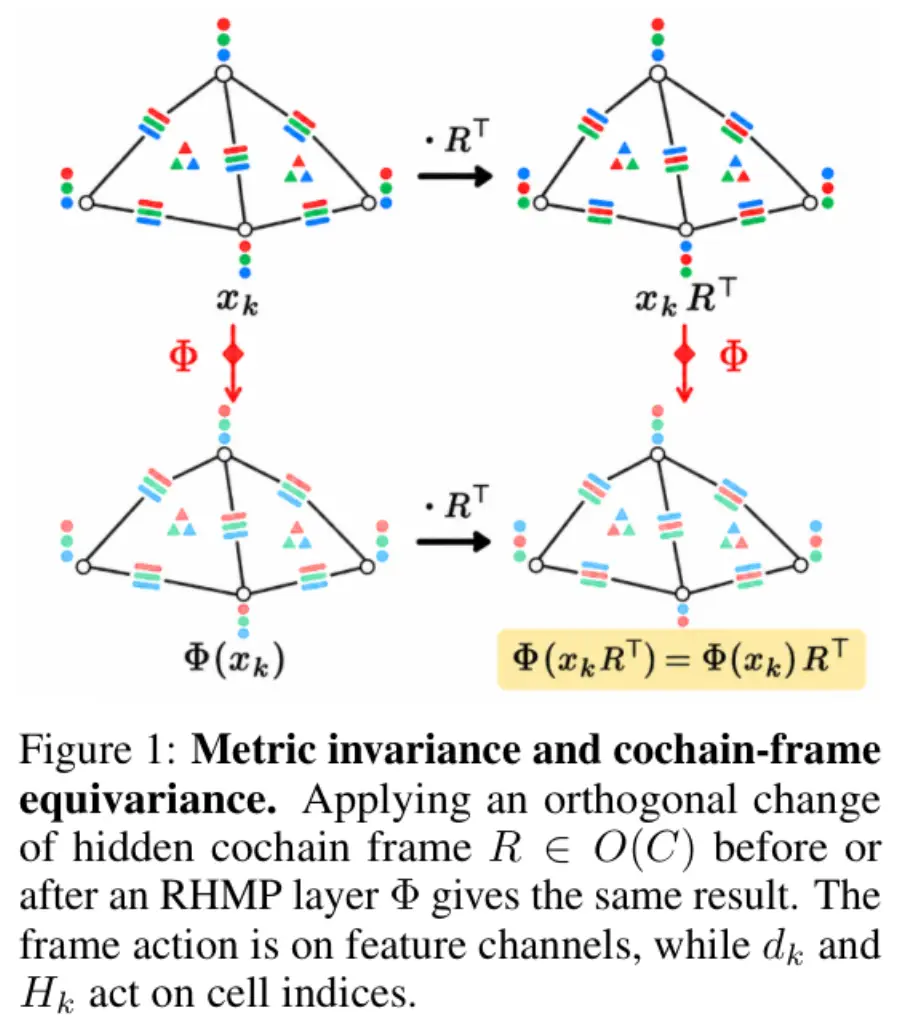 · R⊤
x_k
x_k R⊤
Φ
Φ
· R⊤
Φ(x_k)
Φ(x_k R⊤) = Φ(x_k) R⊤
Figure 1: Metric invariance and cochain-frame
equivariance. Applying an orthogonal change
of hidden cochain frame R ∈ O(C) before or
after an RHMP layer Φ gives the same result. The
frame action is on feature channels, while d_k and
H_k act on cell indices.